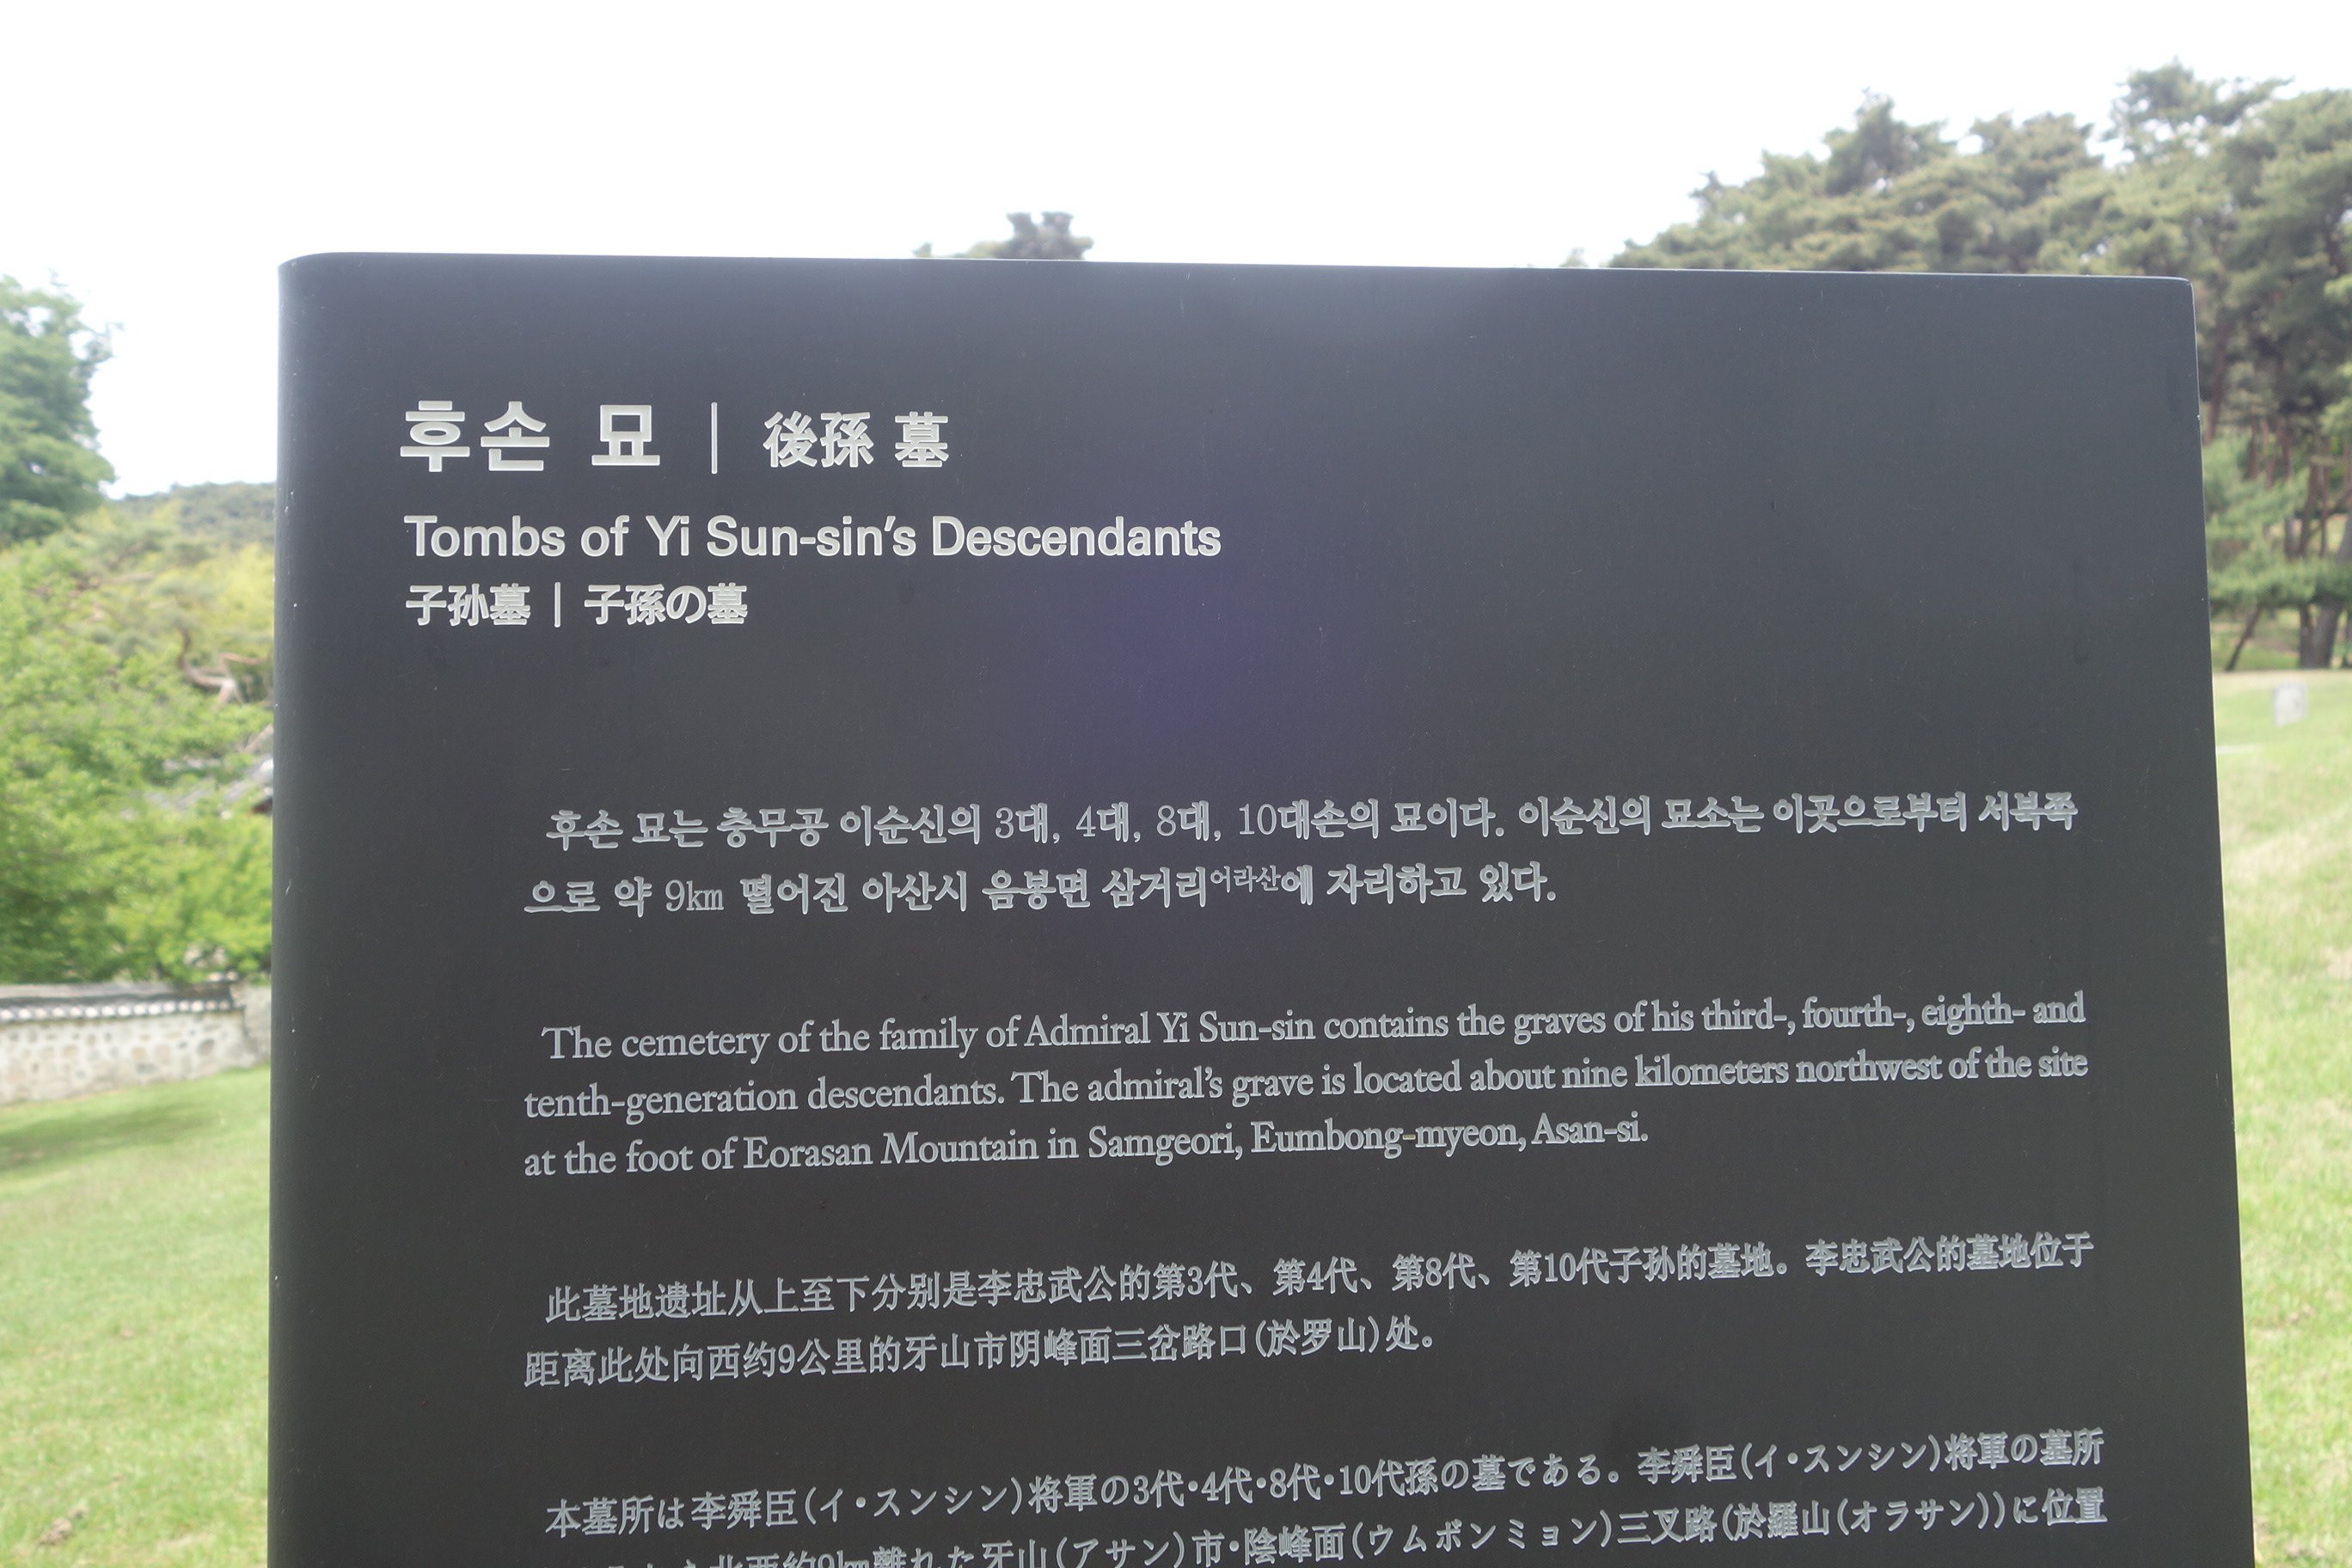 후손 묘 | 後孫 墓
Tombs of Yi Sun-sin's Descendants
子孙墓 | 子孫の墓
후손 묘는 충무공 이순신의 3대, 4대, 8대, 10대손의 묘이다. 이순신의 묘소는 이곳으로부터 서북쪽
으로 약 9km 떨어진 아산시 음봉면 삼거리어라산에 자리하고 있다.
The cemetery of the family of Admiral Yi Sun-sin contains the graves of his third-, fourth-, eighth- and
tenth-generation descendants. The admiral's grave is located about nine kilometers northwest of the site
at the foot of Eorasan Mountain in Samgeori, Eumbong-myeon, Asan-si.
此墓地遗址从上至下分别是李忠武公的第3代、第4代、第8代、第10代子孙的墓地。李忠武公的墓地位于
距离此处向西约9公里的牙山市阴峰面三岔路口(於罗山)处。
本墓所は李舜臣(イ・スンシン)将軍の3代・4代・8代・10代孫の墓である。李舜臣(イ・スンシン)将軍の墓所
北西約9km離れた牙山(アサン)市・陰峰面(ウムボンミョン)三叉路(於羅山(オラサン))に位置